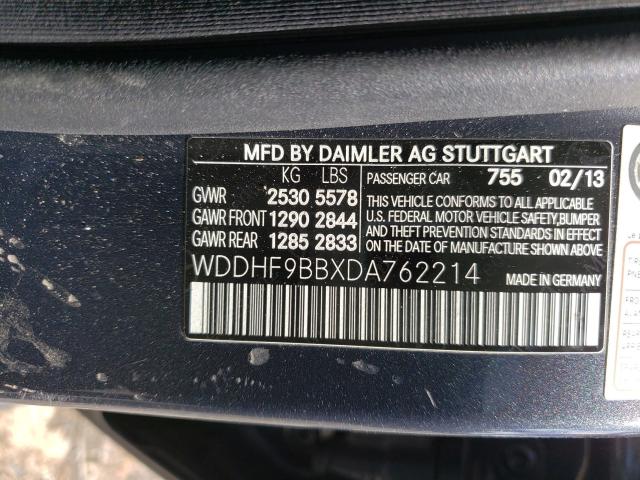 MFD BY DAIMLER AG STUTTGART
KG LBS
GVWR 2530 5578
GAWR FRONT 1290 2844
GAWR REAR 1285 2833
PASSENGER CAR 755 02/13
THIS VEHICLE CONFORMS TO ALL APPLICABLE
U.S. FEDERAL MOTOR VEHICLE SAFETY,BUMPER
AND THEFT PREVENTION STANDARDS IN EFFECT
ON THE DATE OF MANUFACTURE SHOWN ABOVE.
WDDHF9BBXDA762214
MADE IN GERMANY